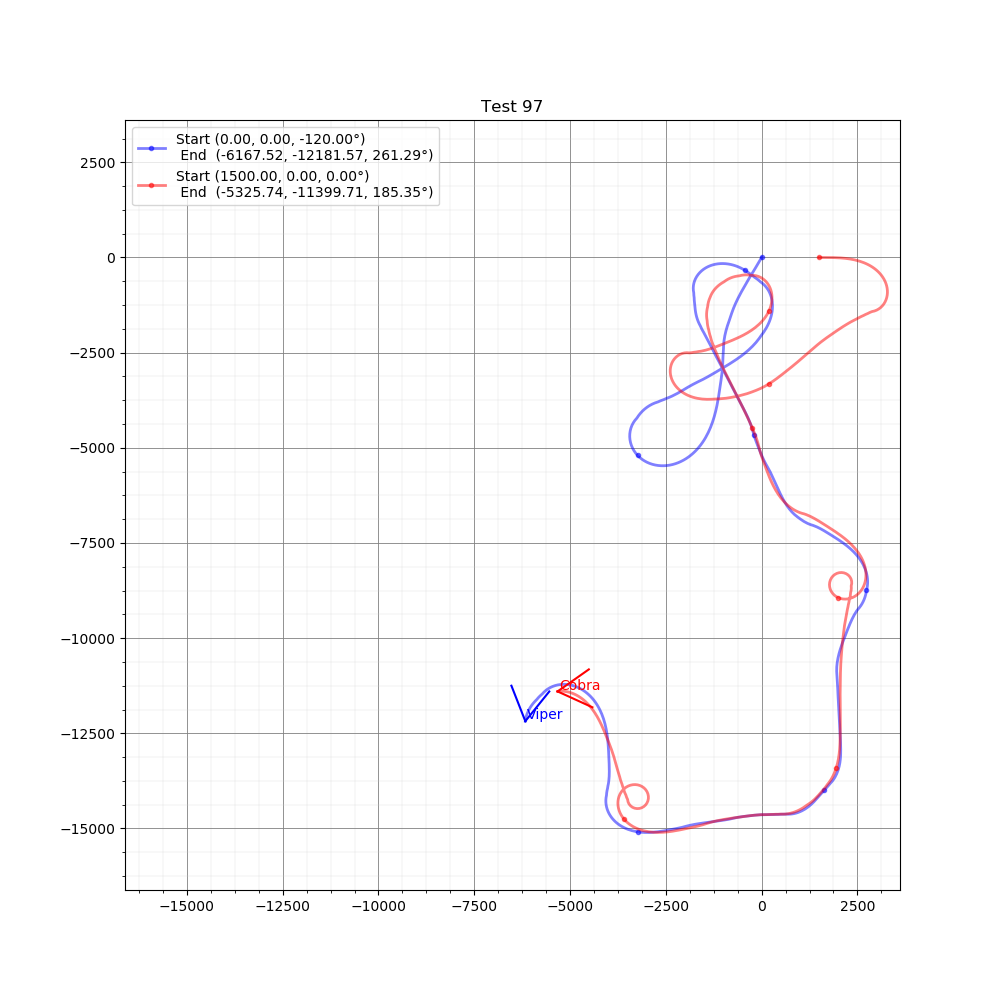 Test 97
Start (0.00, 0.00, -120.00°)
End  (-6167.52, -12181.57, 261.29°)
Start (1500.00, 0.00, 0.00°)
End  (-5325.74, -11399.71, 185.35°)
2500
0
−2500
−5000
−7500
−10000
−12500
−15000
Cobra
Viper
−15000
−12500
−10000
−7500
−5000
−2500
0
2500